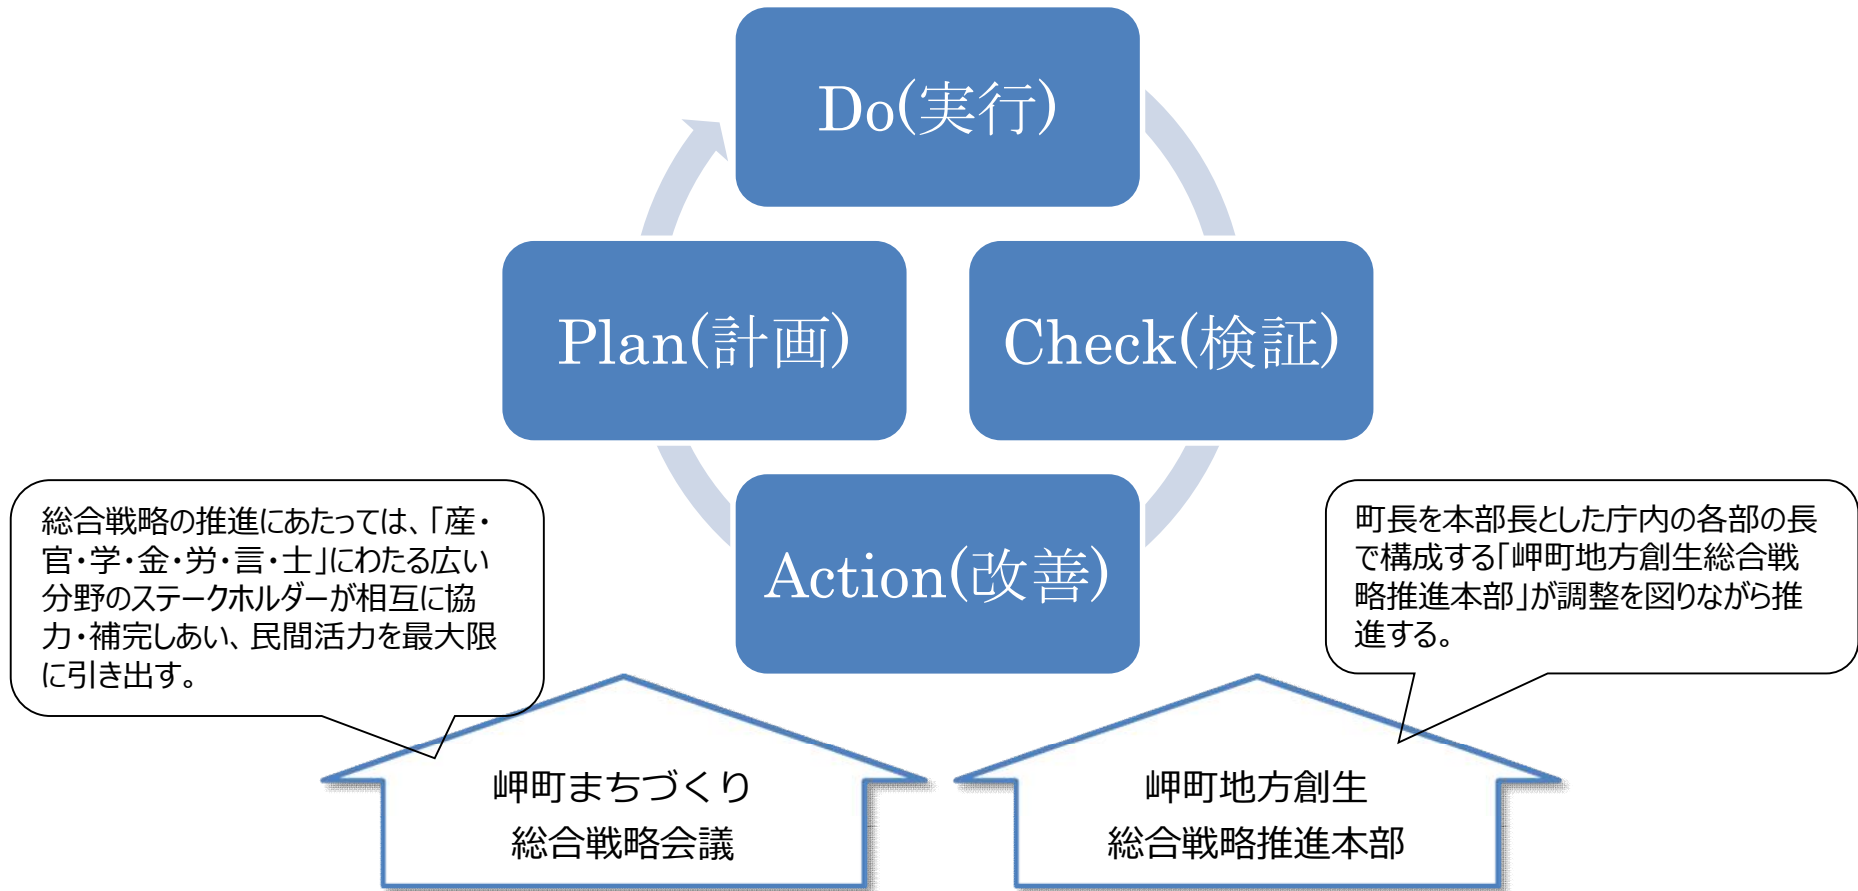 Do(実行)
Plan(計画)
Check(検証)
Action(改善)
総合戦略の推進にあたっては、「産・
官・学・金・労・言・士」にわたる広い
分野のステークホルダーが相互に協
力・補完しあい、民間活力を最大限
に引き出す。
町長を本部長とした庁内の各部の長
で構成する「岬町地方創生総合戦
略推進本部」が調整を図りながら推
進する。
岬町まちづくり
総合戦略会議
岬町地方創生
総合戦略推進本部